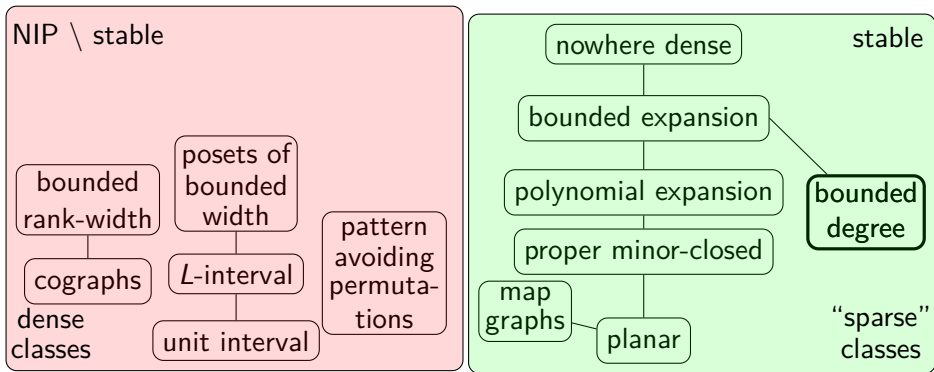 NIP \ stable
bounded
rank-width
cographs
posets of
bounded
width
L-interval
unit interval
pattern
avoiding
permuta-
tions
dense
classes
stable
nowhere dense
bounded expansion
polynomial expansion
bounded
degree
proper minor-closed
map
graphs
planar
“sparse”
classes